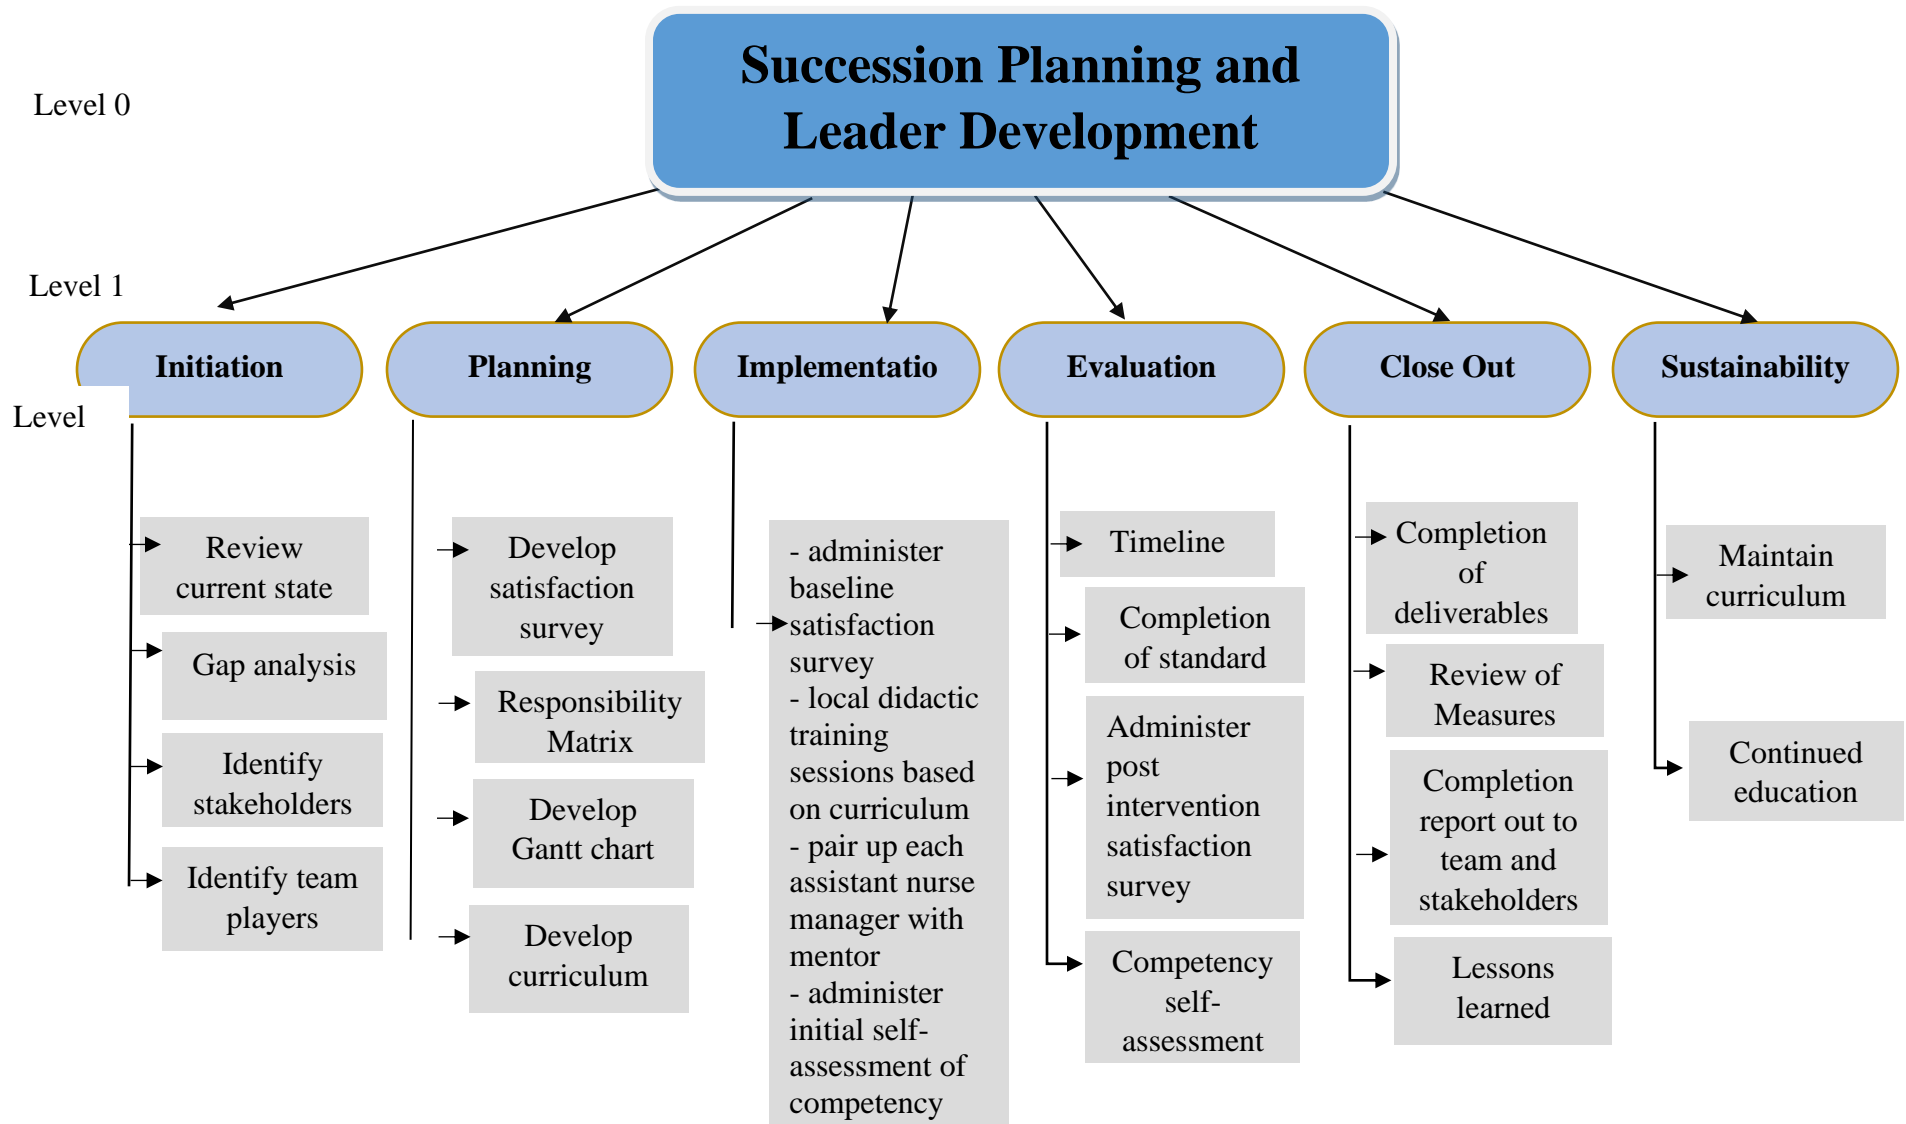 Succession Planning and
Leader Development
Level 0
Level 1
Initiation
Planning
Implementatio
Evaluation
Close Out
Sustainability
Level
Review
current state
Gap analysis
Identify
stakeholders
Identify team
players
Develop
satisfaction
survey
Responsibility
Matrix
Develop
Gantt chart
Develop
curriculum
- administer
baseline
satisfaction
survey
- local didactic
training
sessions based
on curriculum
- pair up each
assistant nurse
manager with
mentor
- administer
initial self-
assessment of
competency
Timeline
Completion
of standard
Administer
post
intervention
satisfaction
survey
Competency
self-
assessment
Completion
of
deliverables
Review of
Measures
Completion
report out to
team and
stakeholders
Lessons
learned
Maintain
curriculum
Continued
education